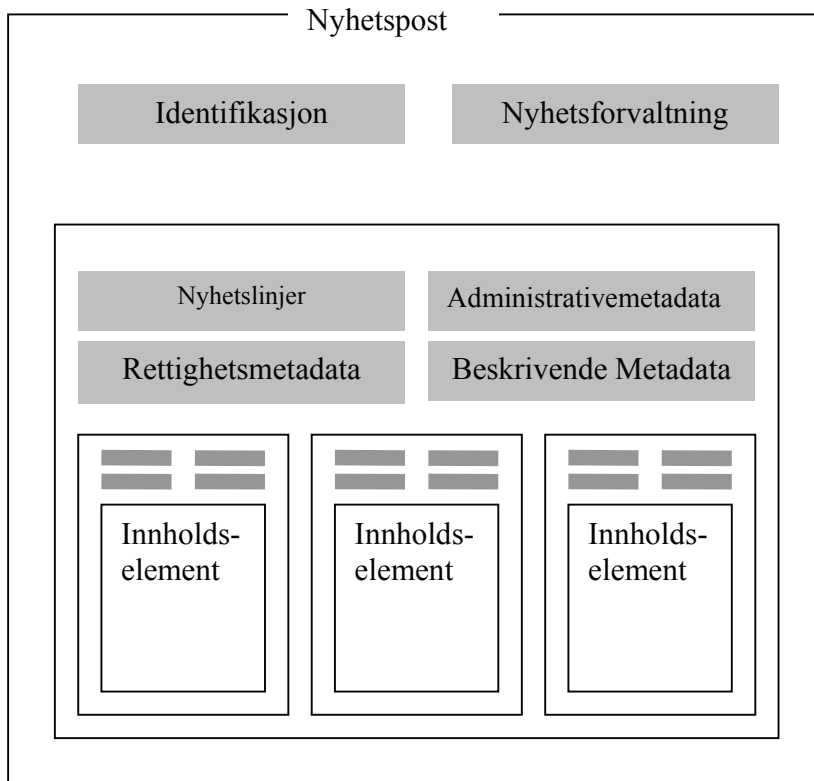 Nyhetspost
Identifikasjon
Nyhetsforvaltning
Nyhetslinjer
Administrativemetadata
Rettighetsmetadata
Beskrivende Metadata
Innholds-
element
Innholds-
element
Innholds-
element